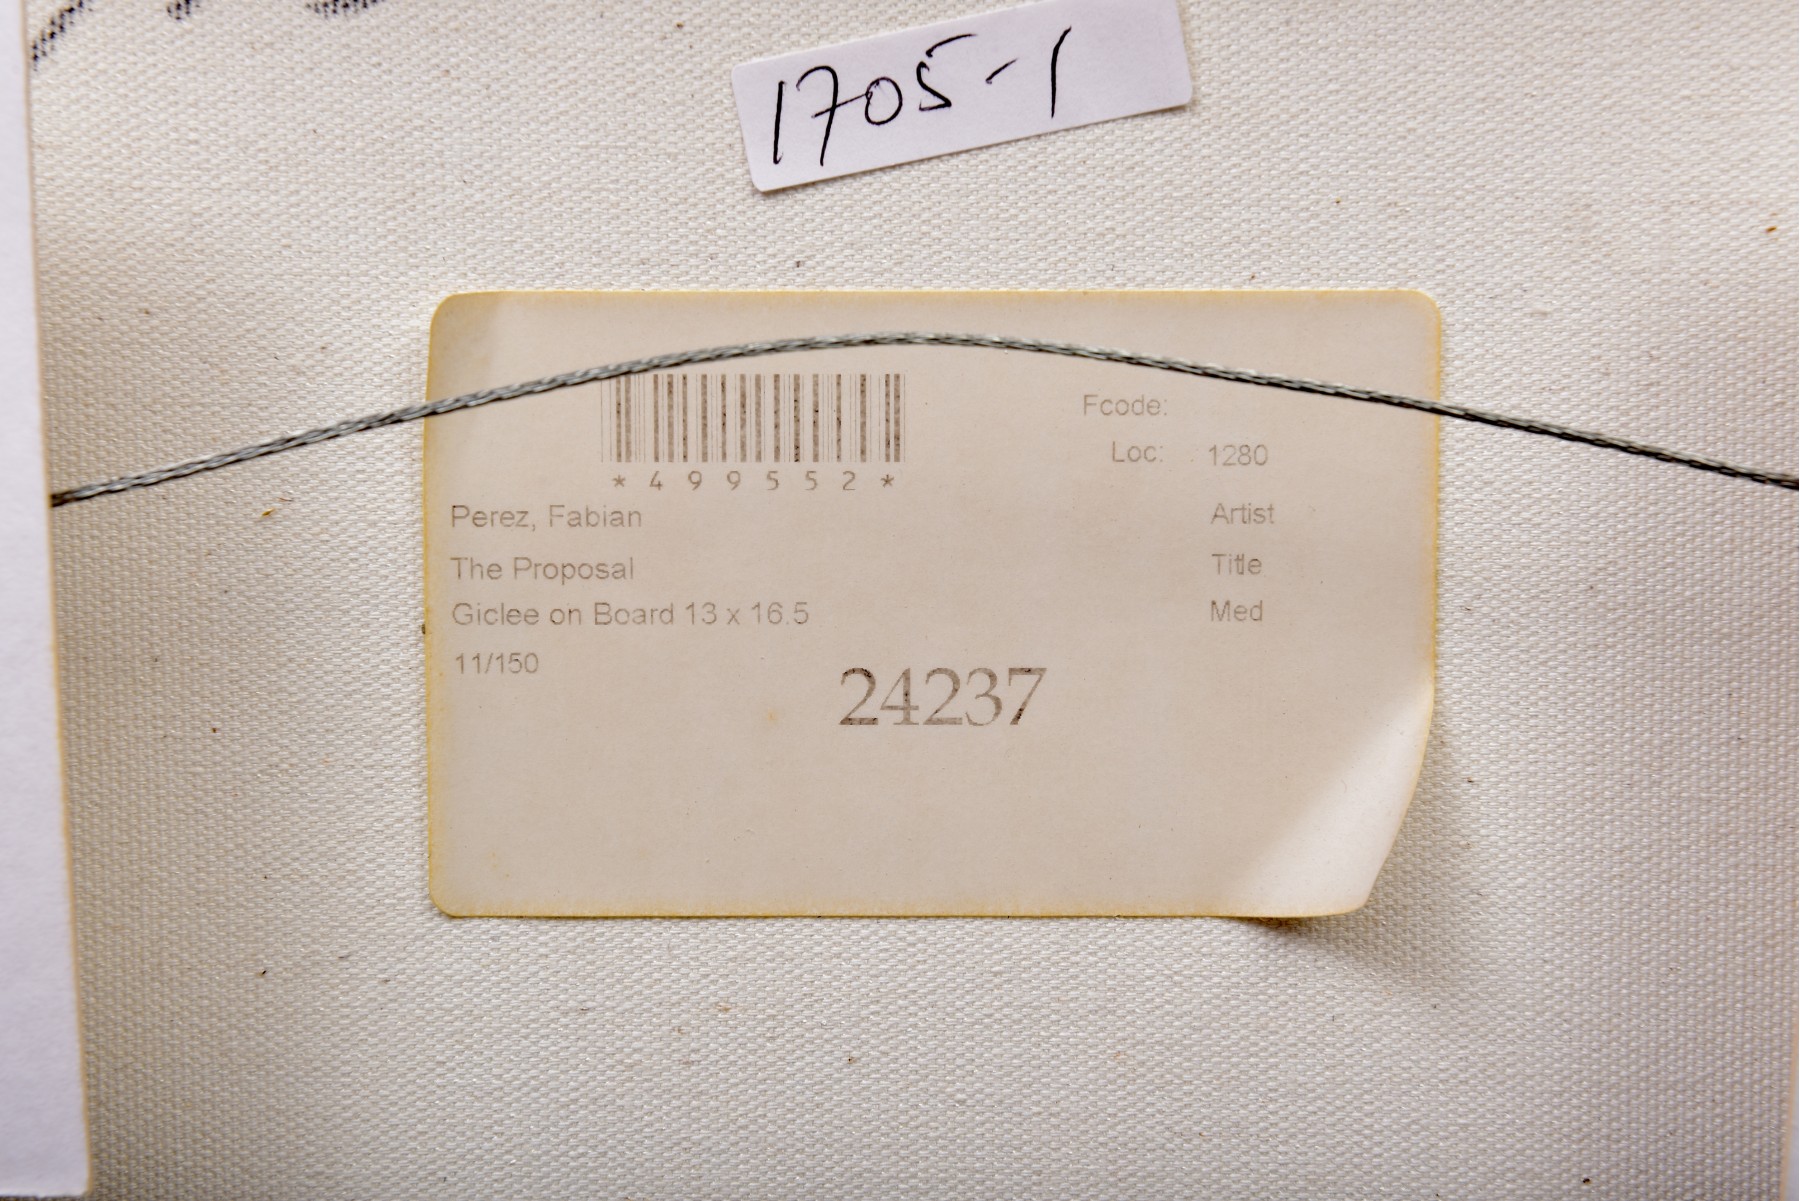 1705-1
Fcode:
Loc: 1280
*499552*
Perez, Fabian Artist
The Proposal Title
Giclee on Board 13 x 16.5 Med
11/150
24237